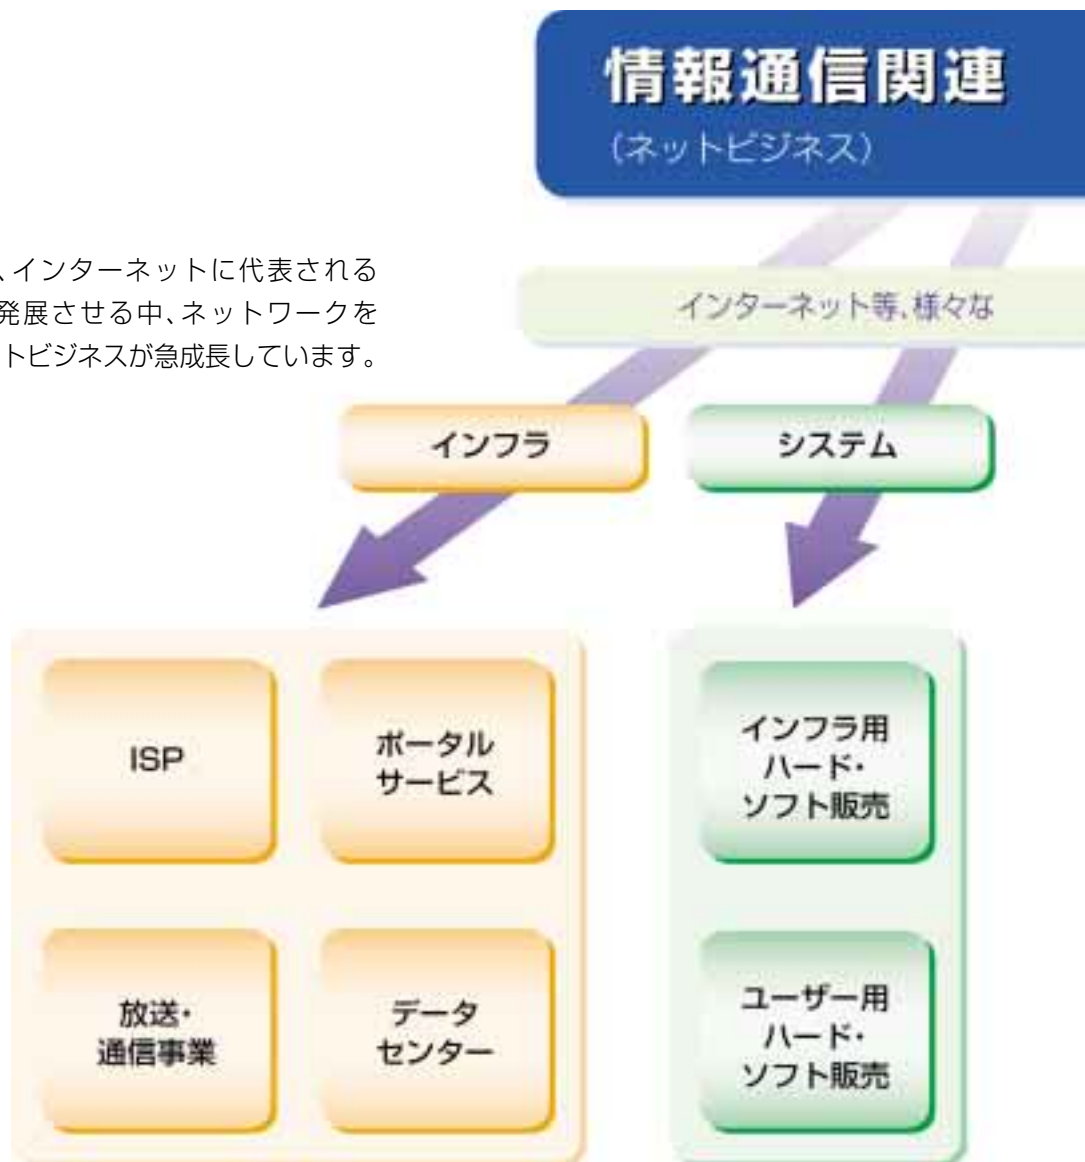 情報通信関連
（ネットビジネス）
、インターネットに代表される
発展させる中、ネットワークを
ットビジネスが急成長しています。
インターネット等、様々な
インフラ
システム
ISP
ポータル
サービス
インフラ用
ハード・
ソフト販売
放送・
通信事業
データ
センター
ユーザー用
ハード・
ソフト販売